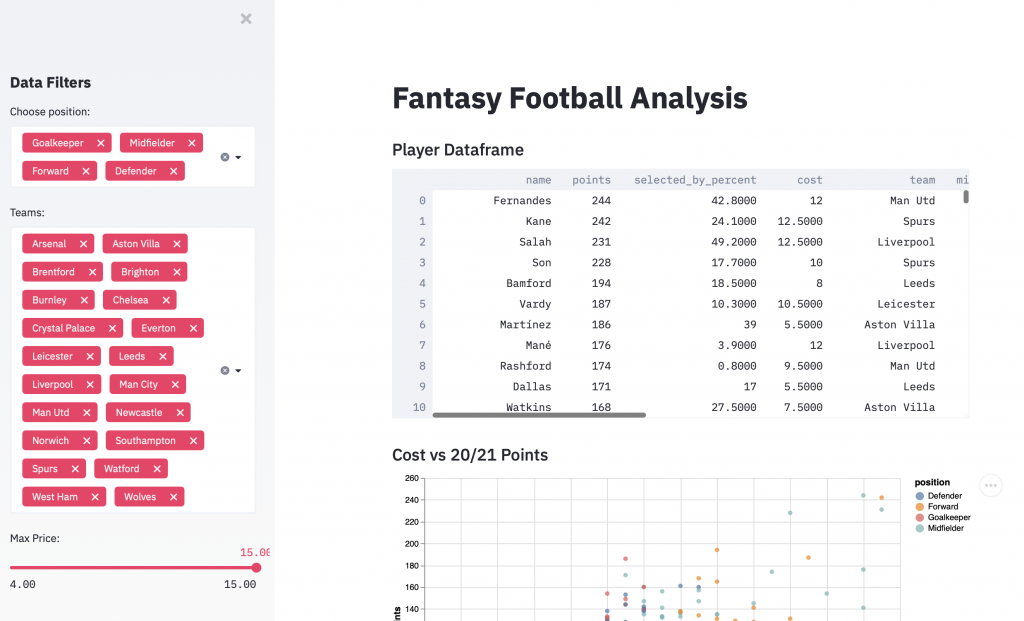 Data Filters
Choose position:
Goalkeeper × Midfielder ×
Forward × Defender ×
Teams:
Arsenal × Aston Villa ×
Brentford × Brighton ×
Burnley × Chelsea ×
Crystal Palace × Everton ×
Leicester × Leeds ×
Liverpool × Man City ×
Man Utd × Newcastle ×
Norwich × Southampton ×
Spurs × Watford ×
West Ham × Wolves ×
Max Price:
15.00
4.00 15.00
Fantasy Football Analysis
Player Dataframe
name points selected_by_percent cost team mi
0 Fernandes 244 42.8000 12 Man Utd
1 Kane 242 24.1000 12.5000 Spurs
2 Salah 231 49.2000 12.5000 Liverpool
3 Son 228 17.7000 10 Spurs
4 Bamford 194 18.5000 8 Leeds
5 Vardy 187 10.3000 10.5000 Leicester
6 Martínez 186 39 5.5000 Aston Villa
7 Mané 176 3.9000 12 Liverpool
8 Rashford 174 0.8000 9.5000 Man Utd
9 Dallas 171 17 5.5000 Leeds
10 Watkins 168 27.5000 7.5000 Aston Villa
Cost vs 20/21 Points
260
240
220
200
180
160
140
nts
position
Defender
Forward
Goalkeeper
Midfielder